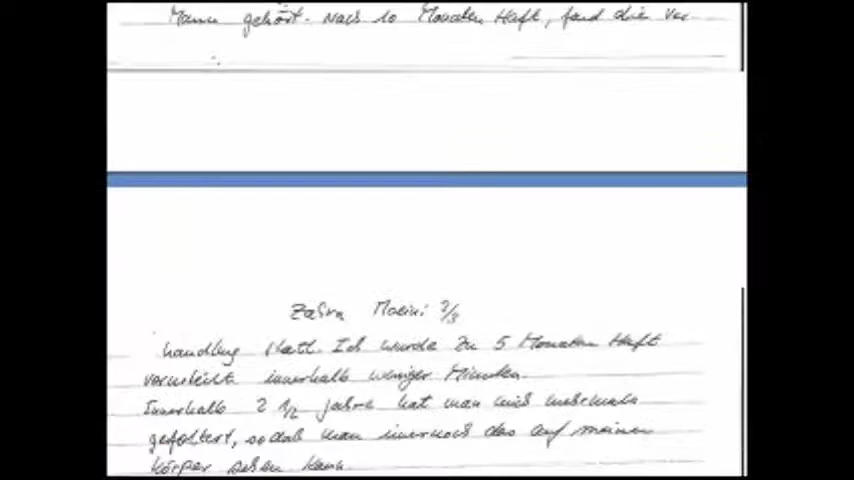 Mann gehört. Nach 10 Monaten Haft, fand die Ver
Zahra Moeini 2/3
handlung statt. Ich wurde zu 5 Monaten Haft
verurteilt innerhalb weniger Minuten.
Innerhalb 2 1/2 jahre hat man mich mehrmals
gefoltert, sodaß man immernoch das auf meinen
Körper sehen kann